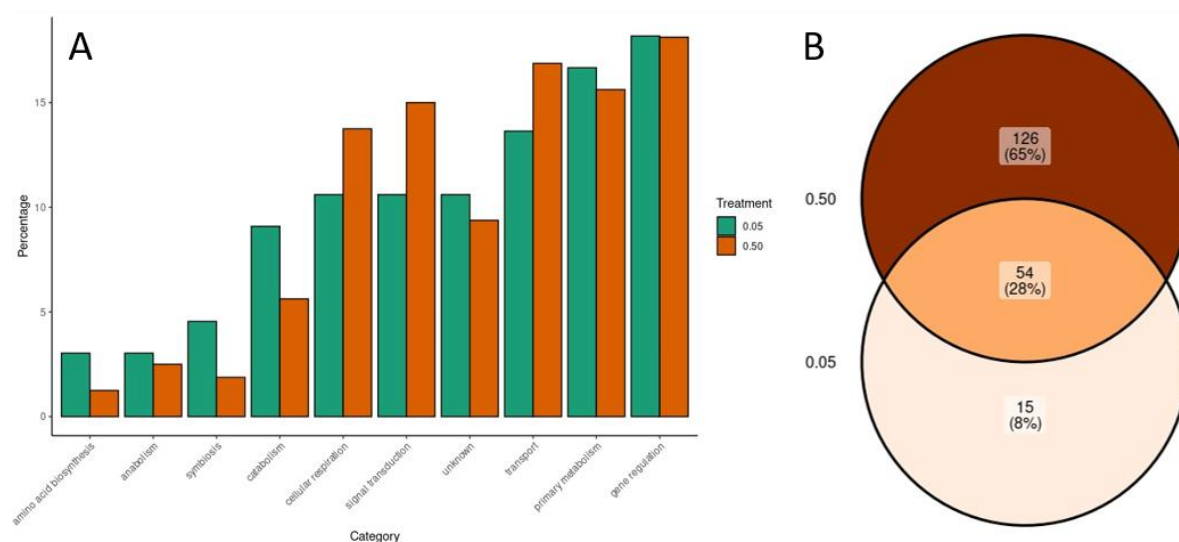 A
Percentage
15
10
5
0
amino acid biosynthesis
anabolism
symbiosis
catabolism
cellular respiration
signal transduction
unknown
transport
primary metabolism
gene regulation
Category
Treatment
0.05
0.50
B
126
(65%)
0.50
54
(28%)
0.05
15
(8%)